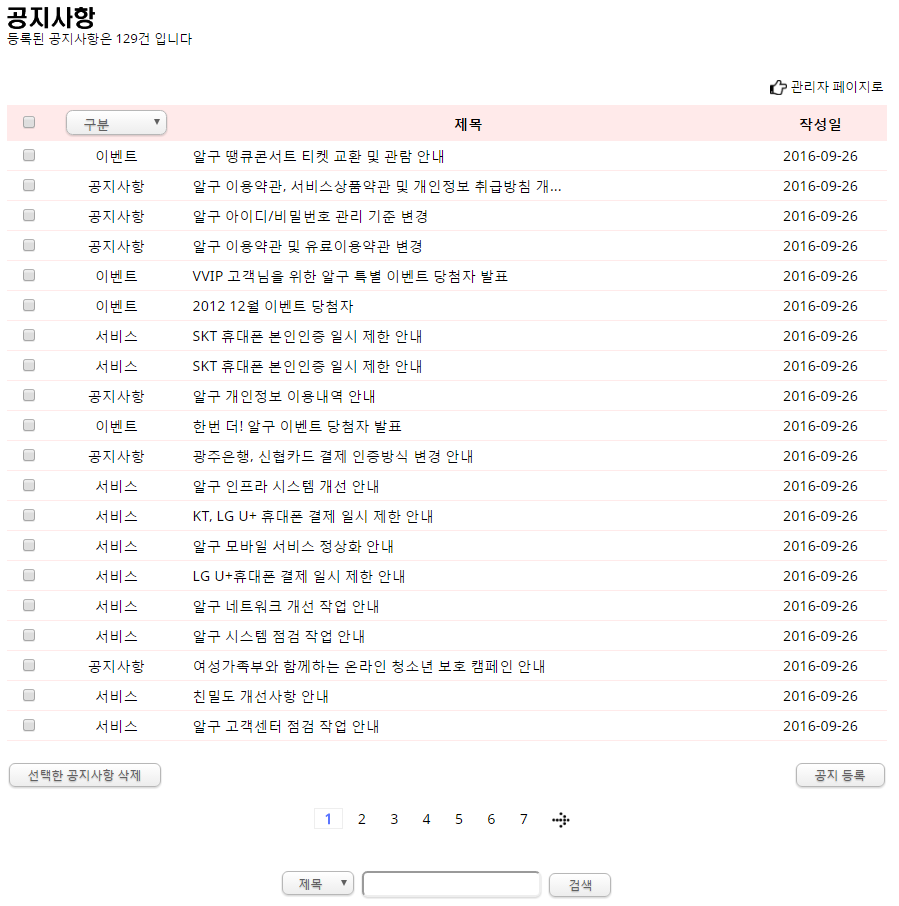 공지사항
등록된 공지사항은 129건 입니다
관리자 페이지로
구분 제목 작성일
이벤트 알구 땡큐콘서트 티켓 교환 및 관람 안내 2016-09-26
공지사항 알구 이용약관, 서비스상품약관 및 개인정보 취급방침 개... 2016-09-26
공지사항 알구 아이디/비밀번호 관리 기준 변경 2016-09-26
공지사항 알구 이용약관 및 유료이용약관 변경 2016-09-26
이벤트 VVIP 고객님을 위한 알구 특별 이벤트 당첨자 발표 2016-09-26
이벤트 2012 12월 이벤트 당첨자 2016-09-26
서비스 SKT 휴대폰 본인인증 일시 제한 안내 2016-09-26
서비스 SKT 휴대폰 본인인증 일시 제한 안내 2016-09-26
공지사항 알구 개인정보 이용내역 안내 2016-09-26
이벤트 한번 더! 알구 이벤트 당첨자 발표 2016-09-26
공지사항 광주은행, 신협카드 결제 인증방식 변경 안내 2016-09-26
서비스 알구 인프라 시스템 개선 안내 2016-09-26
서비스 KT, LG U+ 휴대폰 결제 일시 제한 안내 2016-09-26
서비스 알구 모바일 서비스 정상화 안내 2016-09-26
서비스 LG U+휴대폰 결제 일시 제한 안내 2016-09-26
서비스 알구 네트워크 개선 작업 안내 2016-09-26
서비스 알구 시스템 점검 작업 안내 2016-09-26
공지사항 여성가족부와 함께하는 온라인 청소년 보호 캠페인 안내 2016-09-26
서비스 친밀도 개선사항 안내 2016-09-26
서비스 알구 고객센터 점검 작업 안내 2016-09-26
선택한 공지사항 삭제 공지 등록
1 2 3 4 5 6 7
제목 검색